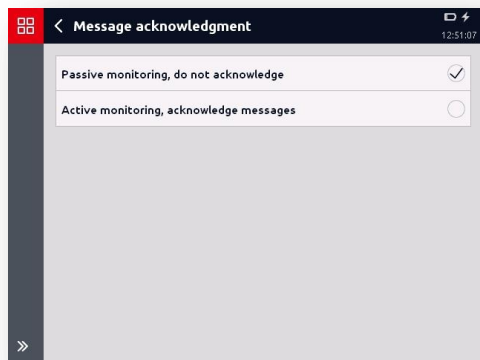 Message acknowledgment
12:51:07
Passive monitoring, do not acknowledge
Active monitoring, acknowledge messages